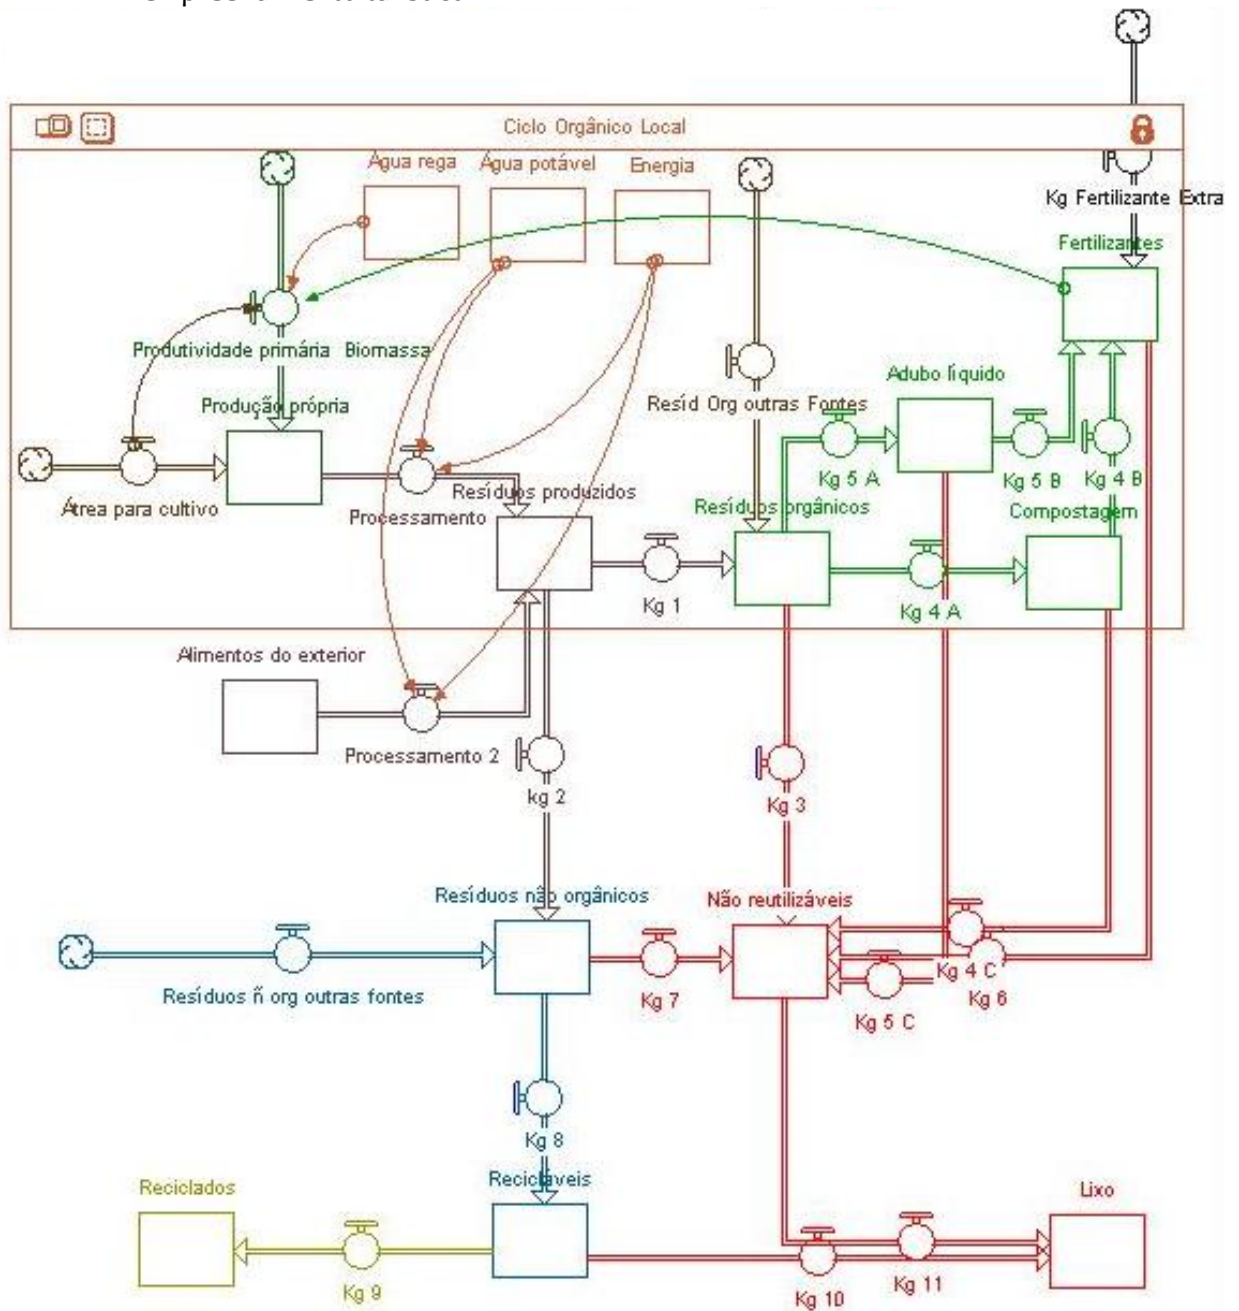 Ciclo Orgânico Local
Agua rega
Agua potável
Energia
Kg Fertilizante Extra
Fertilizantes
Produtividade primária Biomassa
Adubo líquido
Produção própria
Resíd Org outras Fontes
Kg 5 A
Kg 5 B
Kg 4 B
Resíduos produzidos
Resíduos orgânicos
Compostagem
Átrea para cultivo
Processamento
Kg 1
Kg 4 A
Alimentos do exterior
Processamento 2
kg 2
Kg 3
Resíduos não orgânicos
Não reutilizáveis
Kg 4 C
Resíduos ñ org outras fontes
Kg 7
Kg 6
Kg 5 C
Kg 8
Recicláveis
Reciclados
Lixo
Kg 9
Kg 10
Kg 11